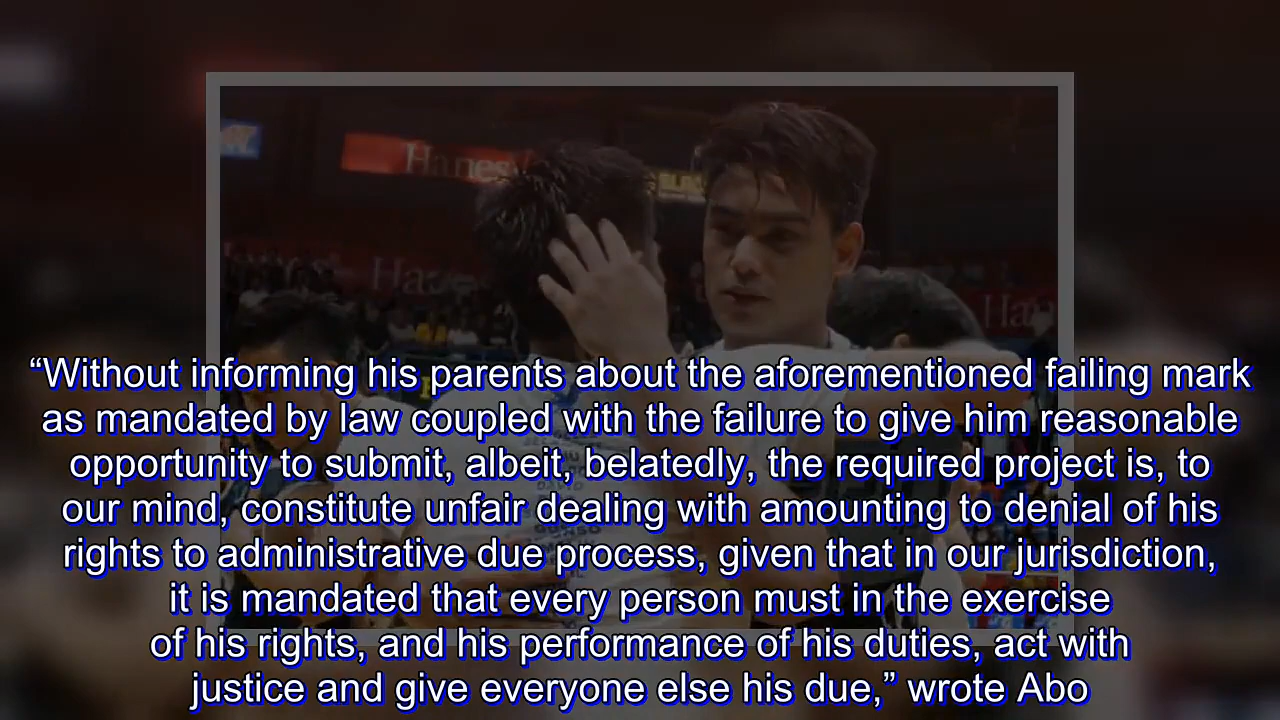 Hanes
Hanes
“Without informing his parents about the aforementioned failing mark
as mandated by law coupled with the failure to give him reasonable
opportunity to submit, albeit, belatedly, the required project is, to
our mind, constitute unfair dealing with amounting to denial of his
rights to administrative due process, given that in our jurisdiction,
it is mandated that every person must in the exercise
of his rights, and his performance of his duties, act with
justice and give everyone else his due,” wrote Abo